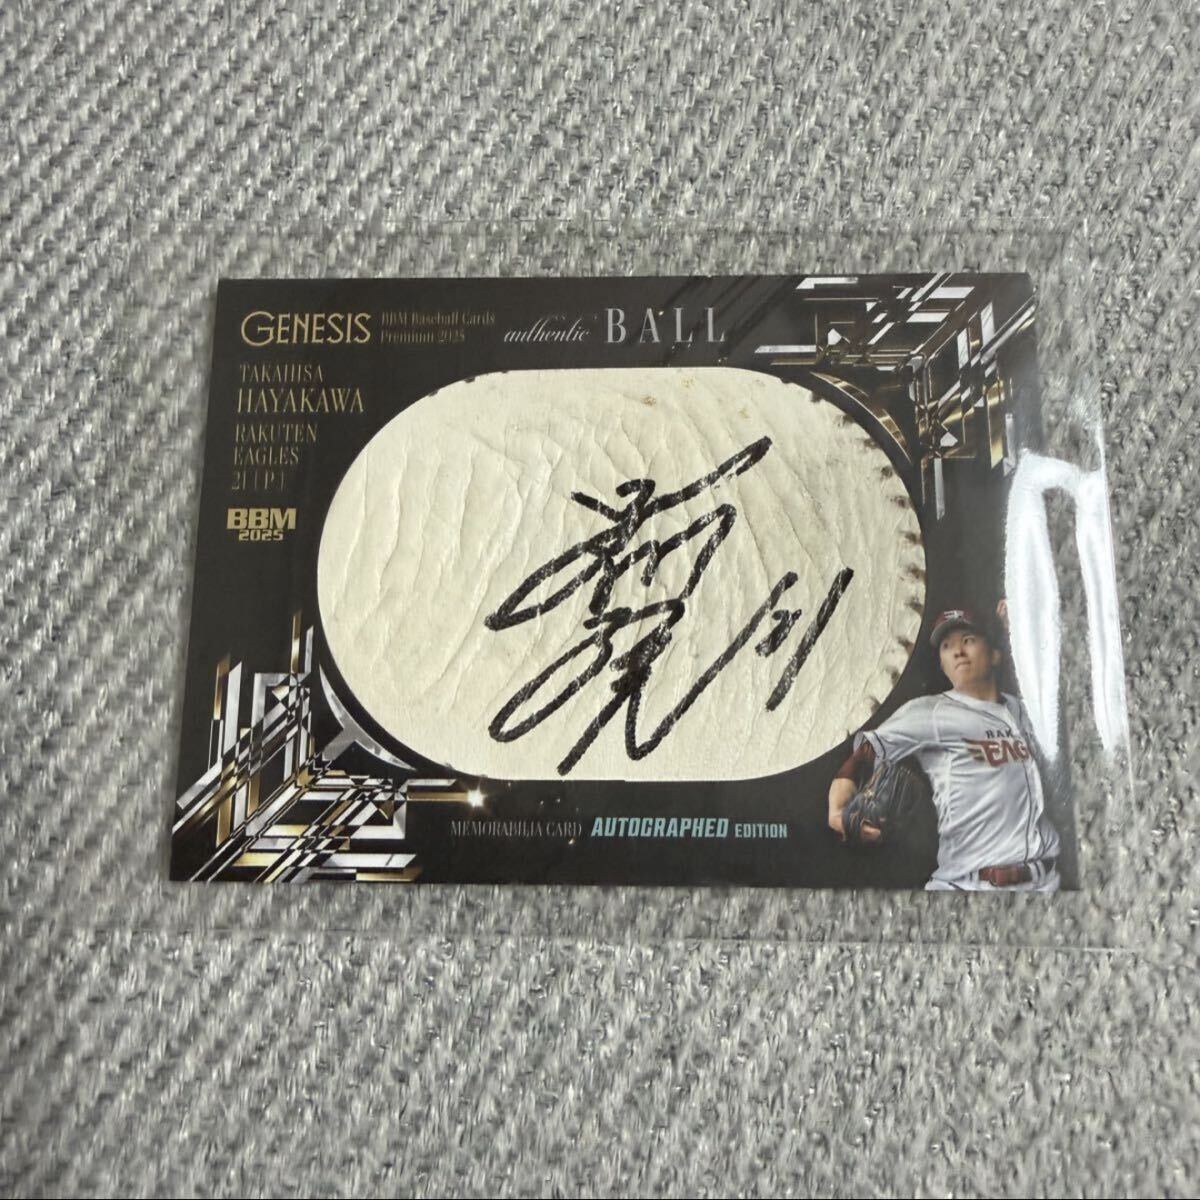 GENESIS BBM Baseball Cards
Premium 2025
authentic BALL
TAKAHISA
HAYAKAWA
RAKUTEN
EAGLES
21 [ P ]
BBM
2025
MEMORABILIA CARD AUTOGRAPHED EDITION